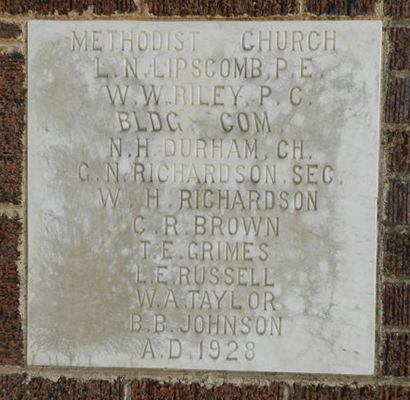 METHODIST CHURCH
L.N. LIPSCOMB, P.E.
W.W. RILEY, P.C.
BLDG. COM.
N.H. DURHAM, CH.
G.N. RICHARDSON, SEC.
W.H. RICHARDSON
C.R. BROWN
T.E. GRIMES
L.E. RUSSELL
W.A. TAYLOR
B.B. JOHNSON
A.D. 1928